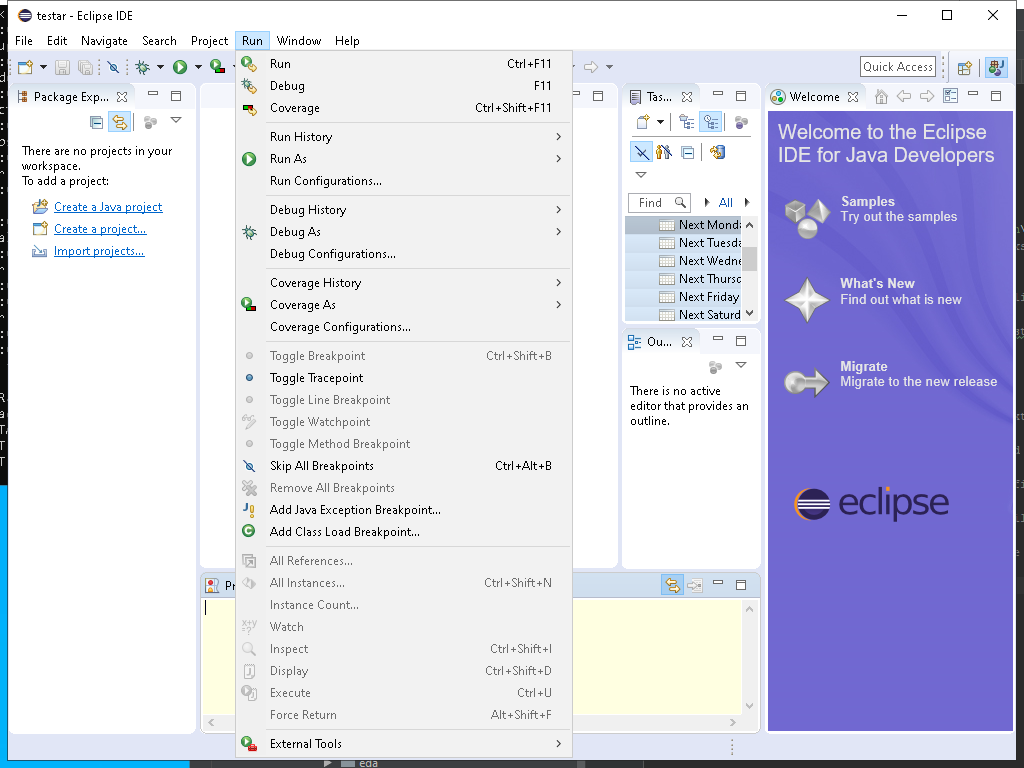 testar - Eclipse IDE
File Edit Navigate Search Project Run Window Help
Quick Access
Package Exp...
There are no projects in your
workspace.
To add a project:
Create a Java project
Create a project...
Import projects...
Run Ctrl+F11
Debug F11
Coverage Ctrl+Shift+F11
Run History
Run As
Run Configurations...
Debug History
Debug As
Debug Configurations...
Coverage History
Coverage As
Coverage Configurations...
Toggle Breakpoint Ctrl+Shift+B
Toggle Tracepoint
Toggle Line Breakpoint
Toggle Watchpoint
Toggle Method Breakpoint
Skip All Breakpoints Ctrl+Alt+B
Remove All Breakpoints
Add Java Exception Breakpoint...
Add Class Load Breakpoint...
All References...
All Instances... Ctrl+Shift+N
Instance Count...
Watch
Inspect Ctrl+Shift+I
Display Ctrl+Shift+D
Execute Ctrl+U
Force Return Alt+Shift+F
External Tools
Pr
Tas...
Find All
Next Monda
Next Tuesda
Next Wedne
Next Thursc
Next Friday
Next Saturd
Ou...
There is no active
editor that provides an
outline.
Welcome
Welcome to the Eclipse
IDE for Java Developers
Samples
Try out the samples
What's New
Find out what is new
Migrate
Migrate to the new release
eclipse
eda